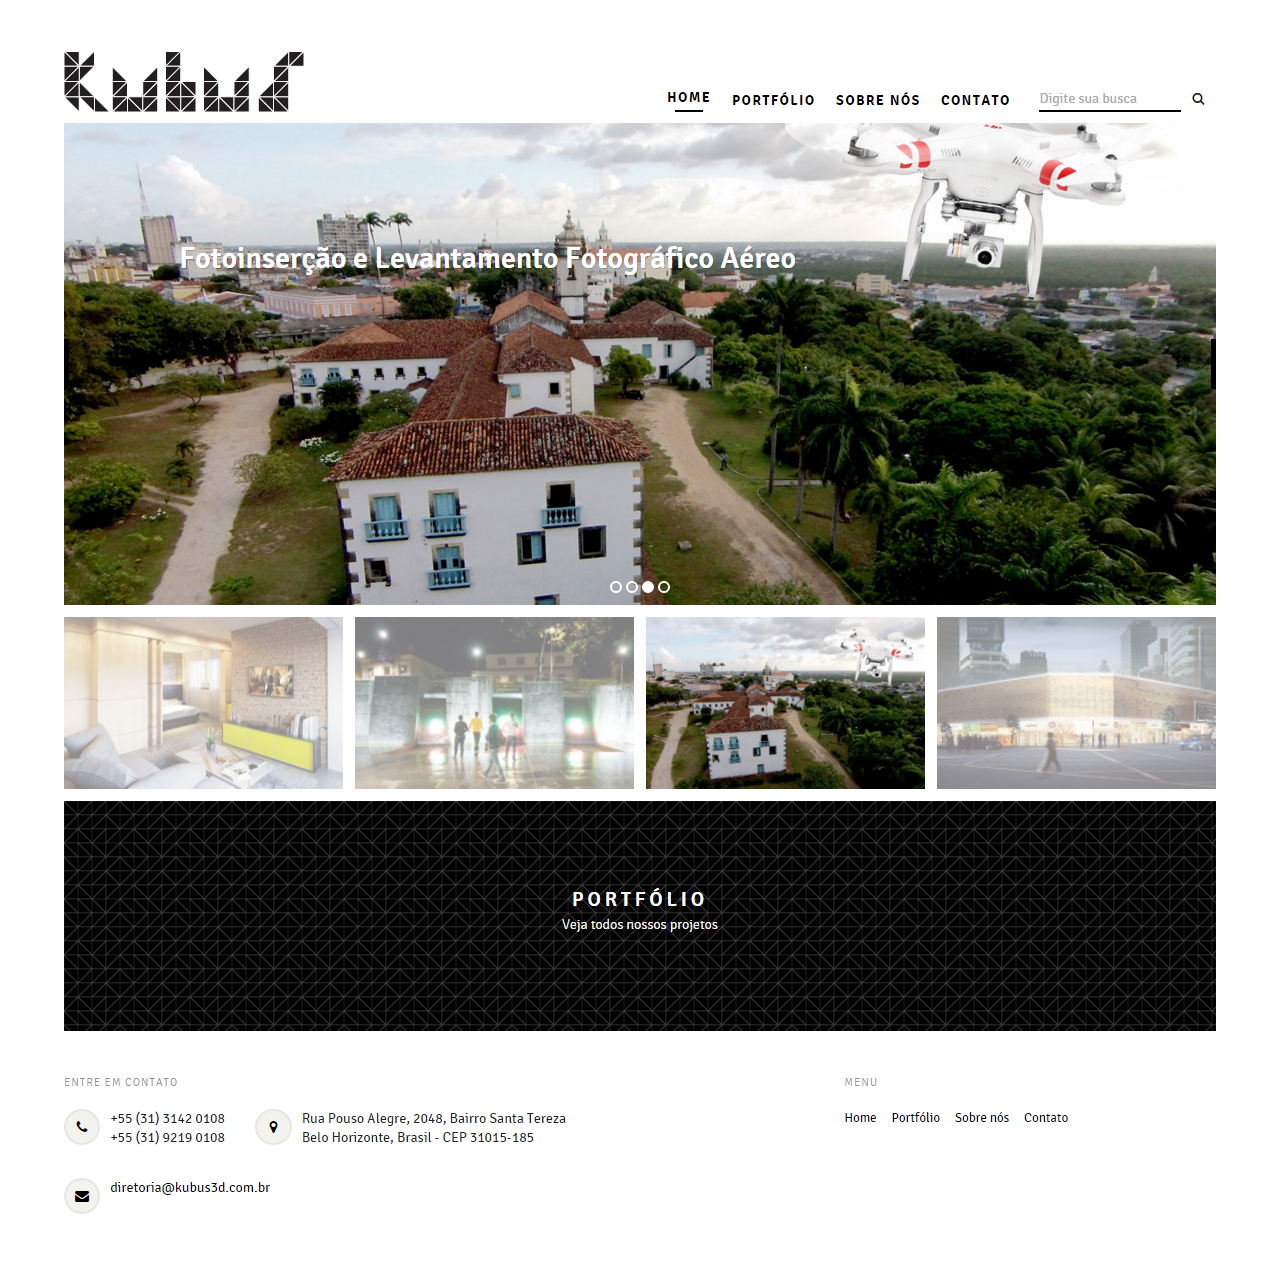 KubuS
HOME
PORTFÓLIO
SOBRE NÓS
CONTATO
Digite sua busca
Fotoinserção e Levantamento Fotográfico Aéreo
PORTFÓLIO
Veja todos nossos projetos
ENTRE EM CONTATO
+55 (31) 3142 0108
+55 (31) 9219 0108
Rua Pouso Alegre, 2048, Bairro Santa Tereza
Belo Horizonte, Brasil - CEP 31015-185
diretoria@kubus3d.com.br
MENU
Home
Portfólio
Sobre nós
Contato